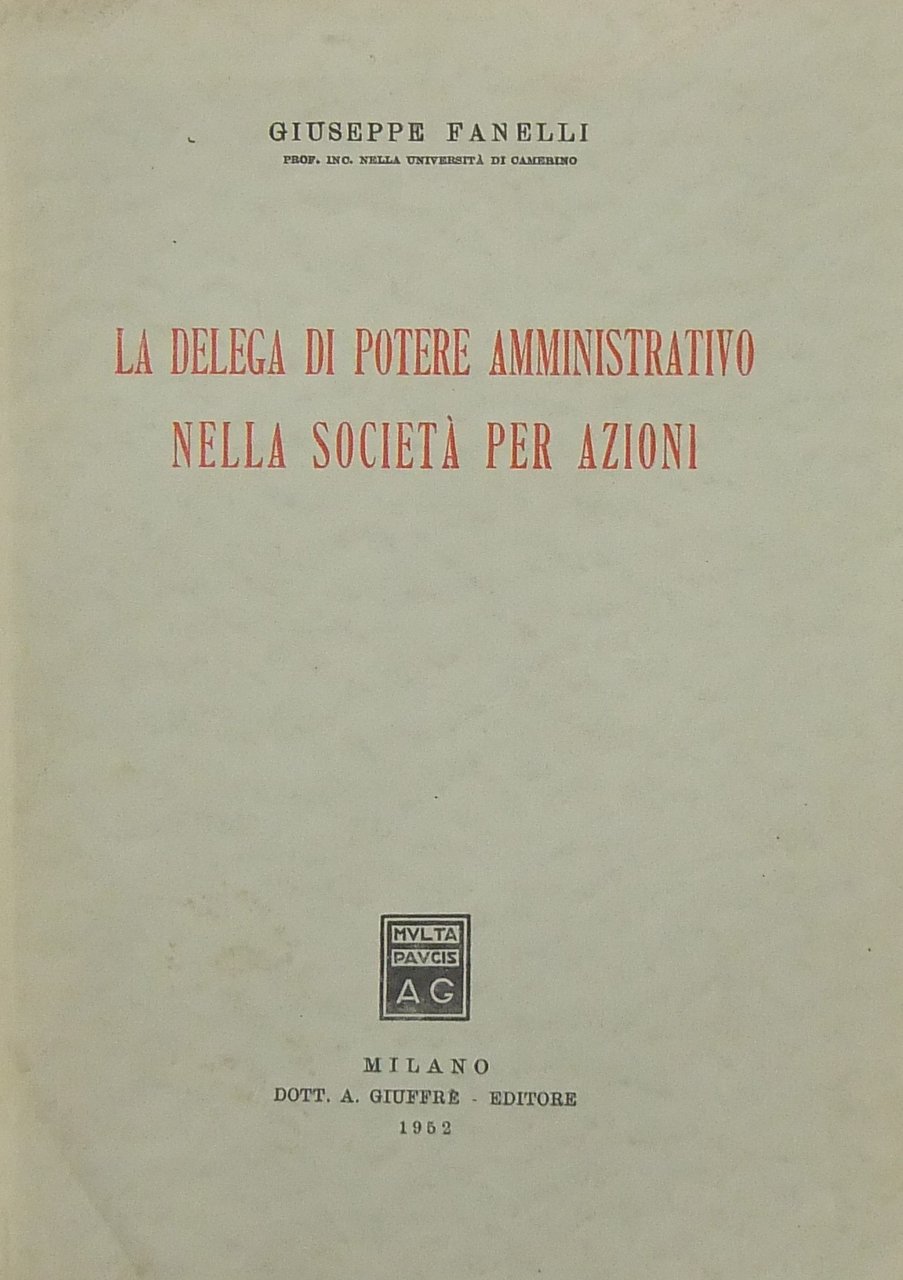 GIUSEPPE FANELLI
PROF. INC. NELLA UNIVERSITÀ DI CAMERINO
LA DELEGA DI POTERE AMMINISTRATIVO
NELLA SOCIETÀ PER AZIONI
MVLTA
PAVCIS
AG
MILANO
DOTT. A. GIUFFRÈ - EDITORE
1952